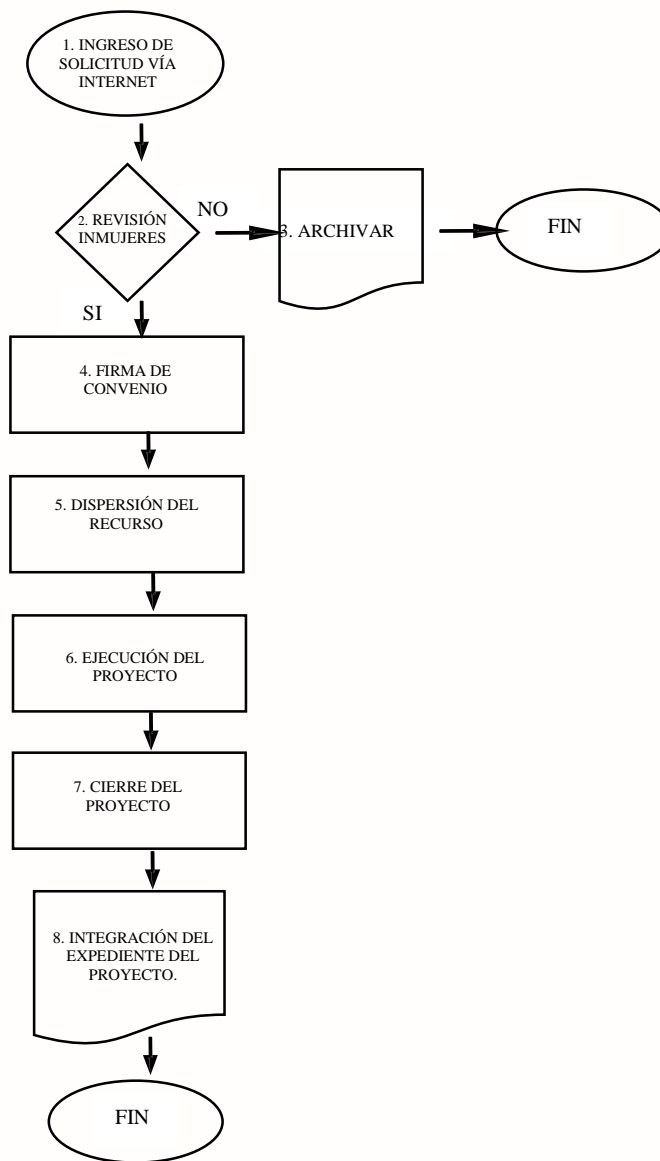 1. INGRESO DE
SOLICITUD VÍA
INTERNET
2. REVISIÓN
INMUJERES
NO
3. ARCHIVAR
FIN
SI
4. FIRMA DE
CONVENIO
5. DISPERSIÓN DEL
RECURSO
6. EJECUCIÓN DEL
PROYECTO
7. CIERRE DEL
PROYECTO
8. INTEGRACIÓN DEL
EXPEDIENTE DEL
PROYECTO.
FIN